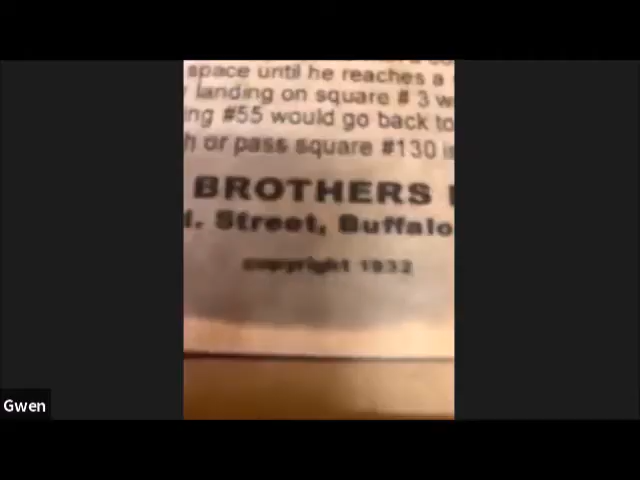 space until he reaches a
landing on square # 3 w
ing #55 would go back to
h or pass square #130 i
BROTHERS
d. Street, Buffalo
copyright 1932
Gwen